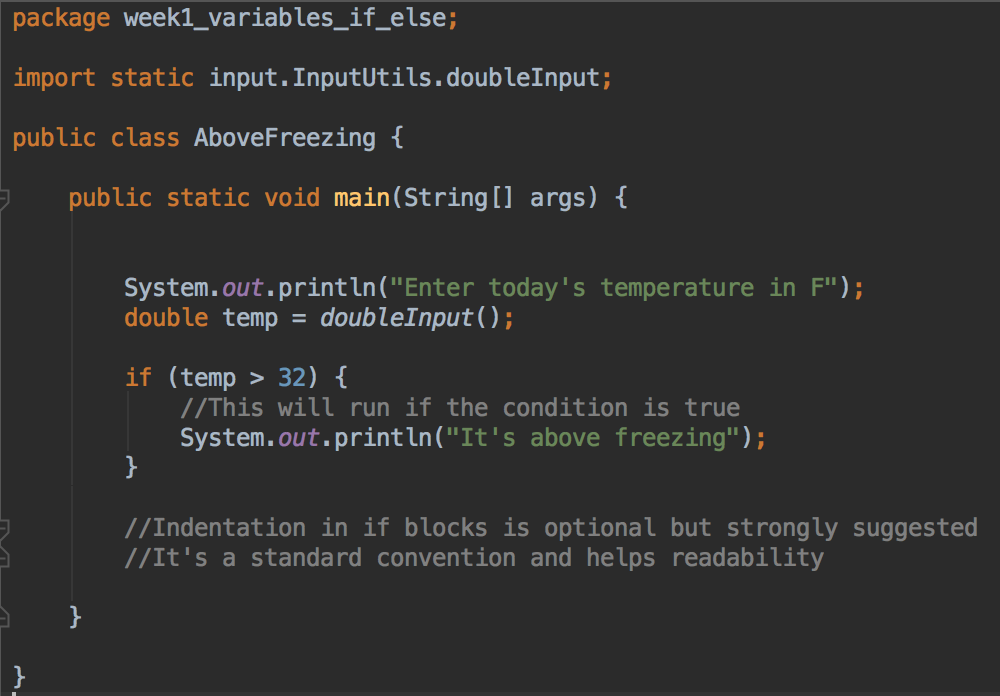 package week1_variables_if_else;
import static input.InputUtils.doubleInput;
public class AboveFreezing {
public static void main(String[] args) {
System.out.println("Enter today's temperature in F");
double temp = doubleInput();
if (temp > 32) {
//This will run if the condition is true
System.out.println("It's above freezing");
}
//Indentation in if blocks is optional but strongly suggested
//It's a standard convention and helps readability
}
}